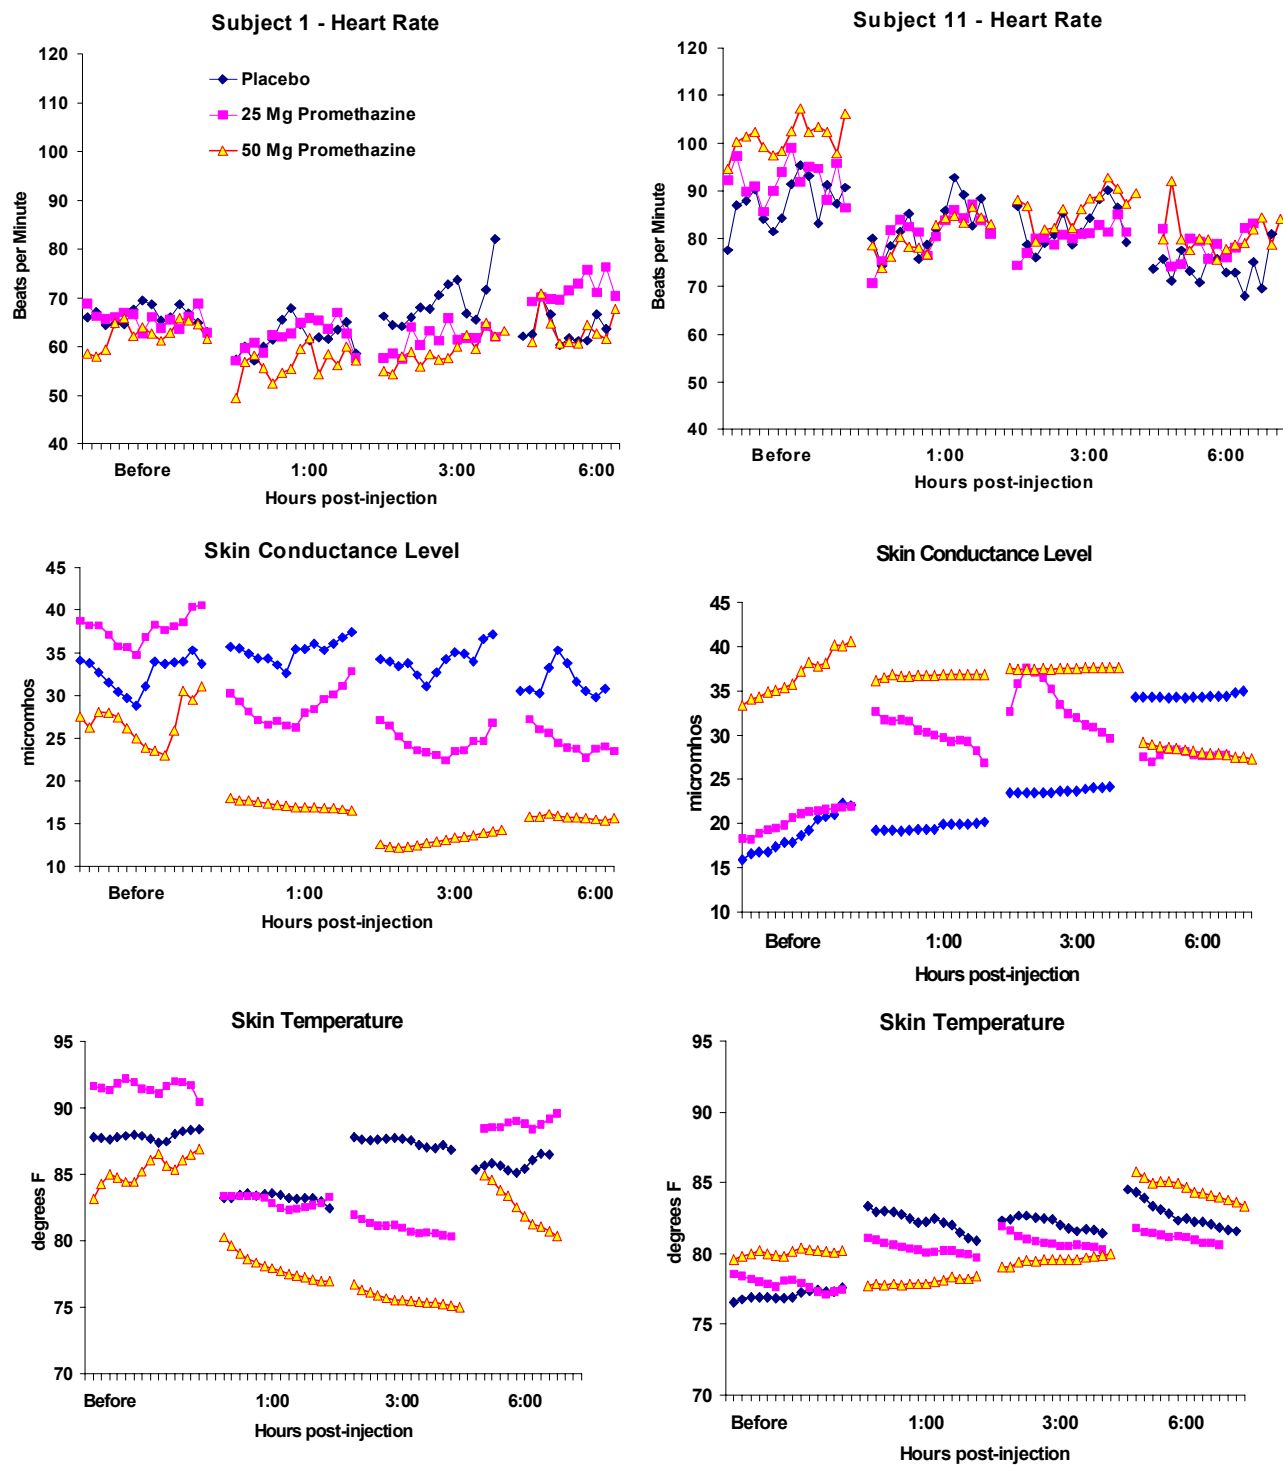 Subject 1 - Heart Rate
120
110
100
90
80
70
60
50
40
Beats per Minute
Placebo
25 Mg Promethazine
50 Mg Promethazine
Before 1:00 3:00 6:00
Hours post-injection
Subject 11 - Heart Rate
120
110
100
90
80
70
60
50
40
Beats per Minute
Before 1:00 3:00 6:00
Hours post-injection
Skin Conductance Level
45
40
35
30
25
20
15
10
micromhos
Before 1:00 3:00 6:00
Hours post-injection
Skin Conductance Level
45
40
35
30
25
20
15
10
micromhos
Before 1:00 3:00 6:00
Hours post-injection
Skin Temperature
95
90
85
80
75
70
degrees F
Before 1:00 3:00 6:00
Hours post-injection
Skin Temperature
95
90
85
80
75
70
degrees F
Before 1:00 3:00 6:00
Hours post-injection